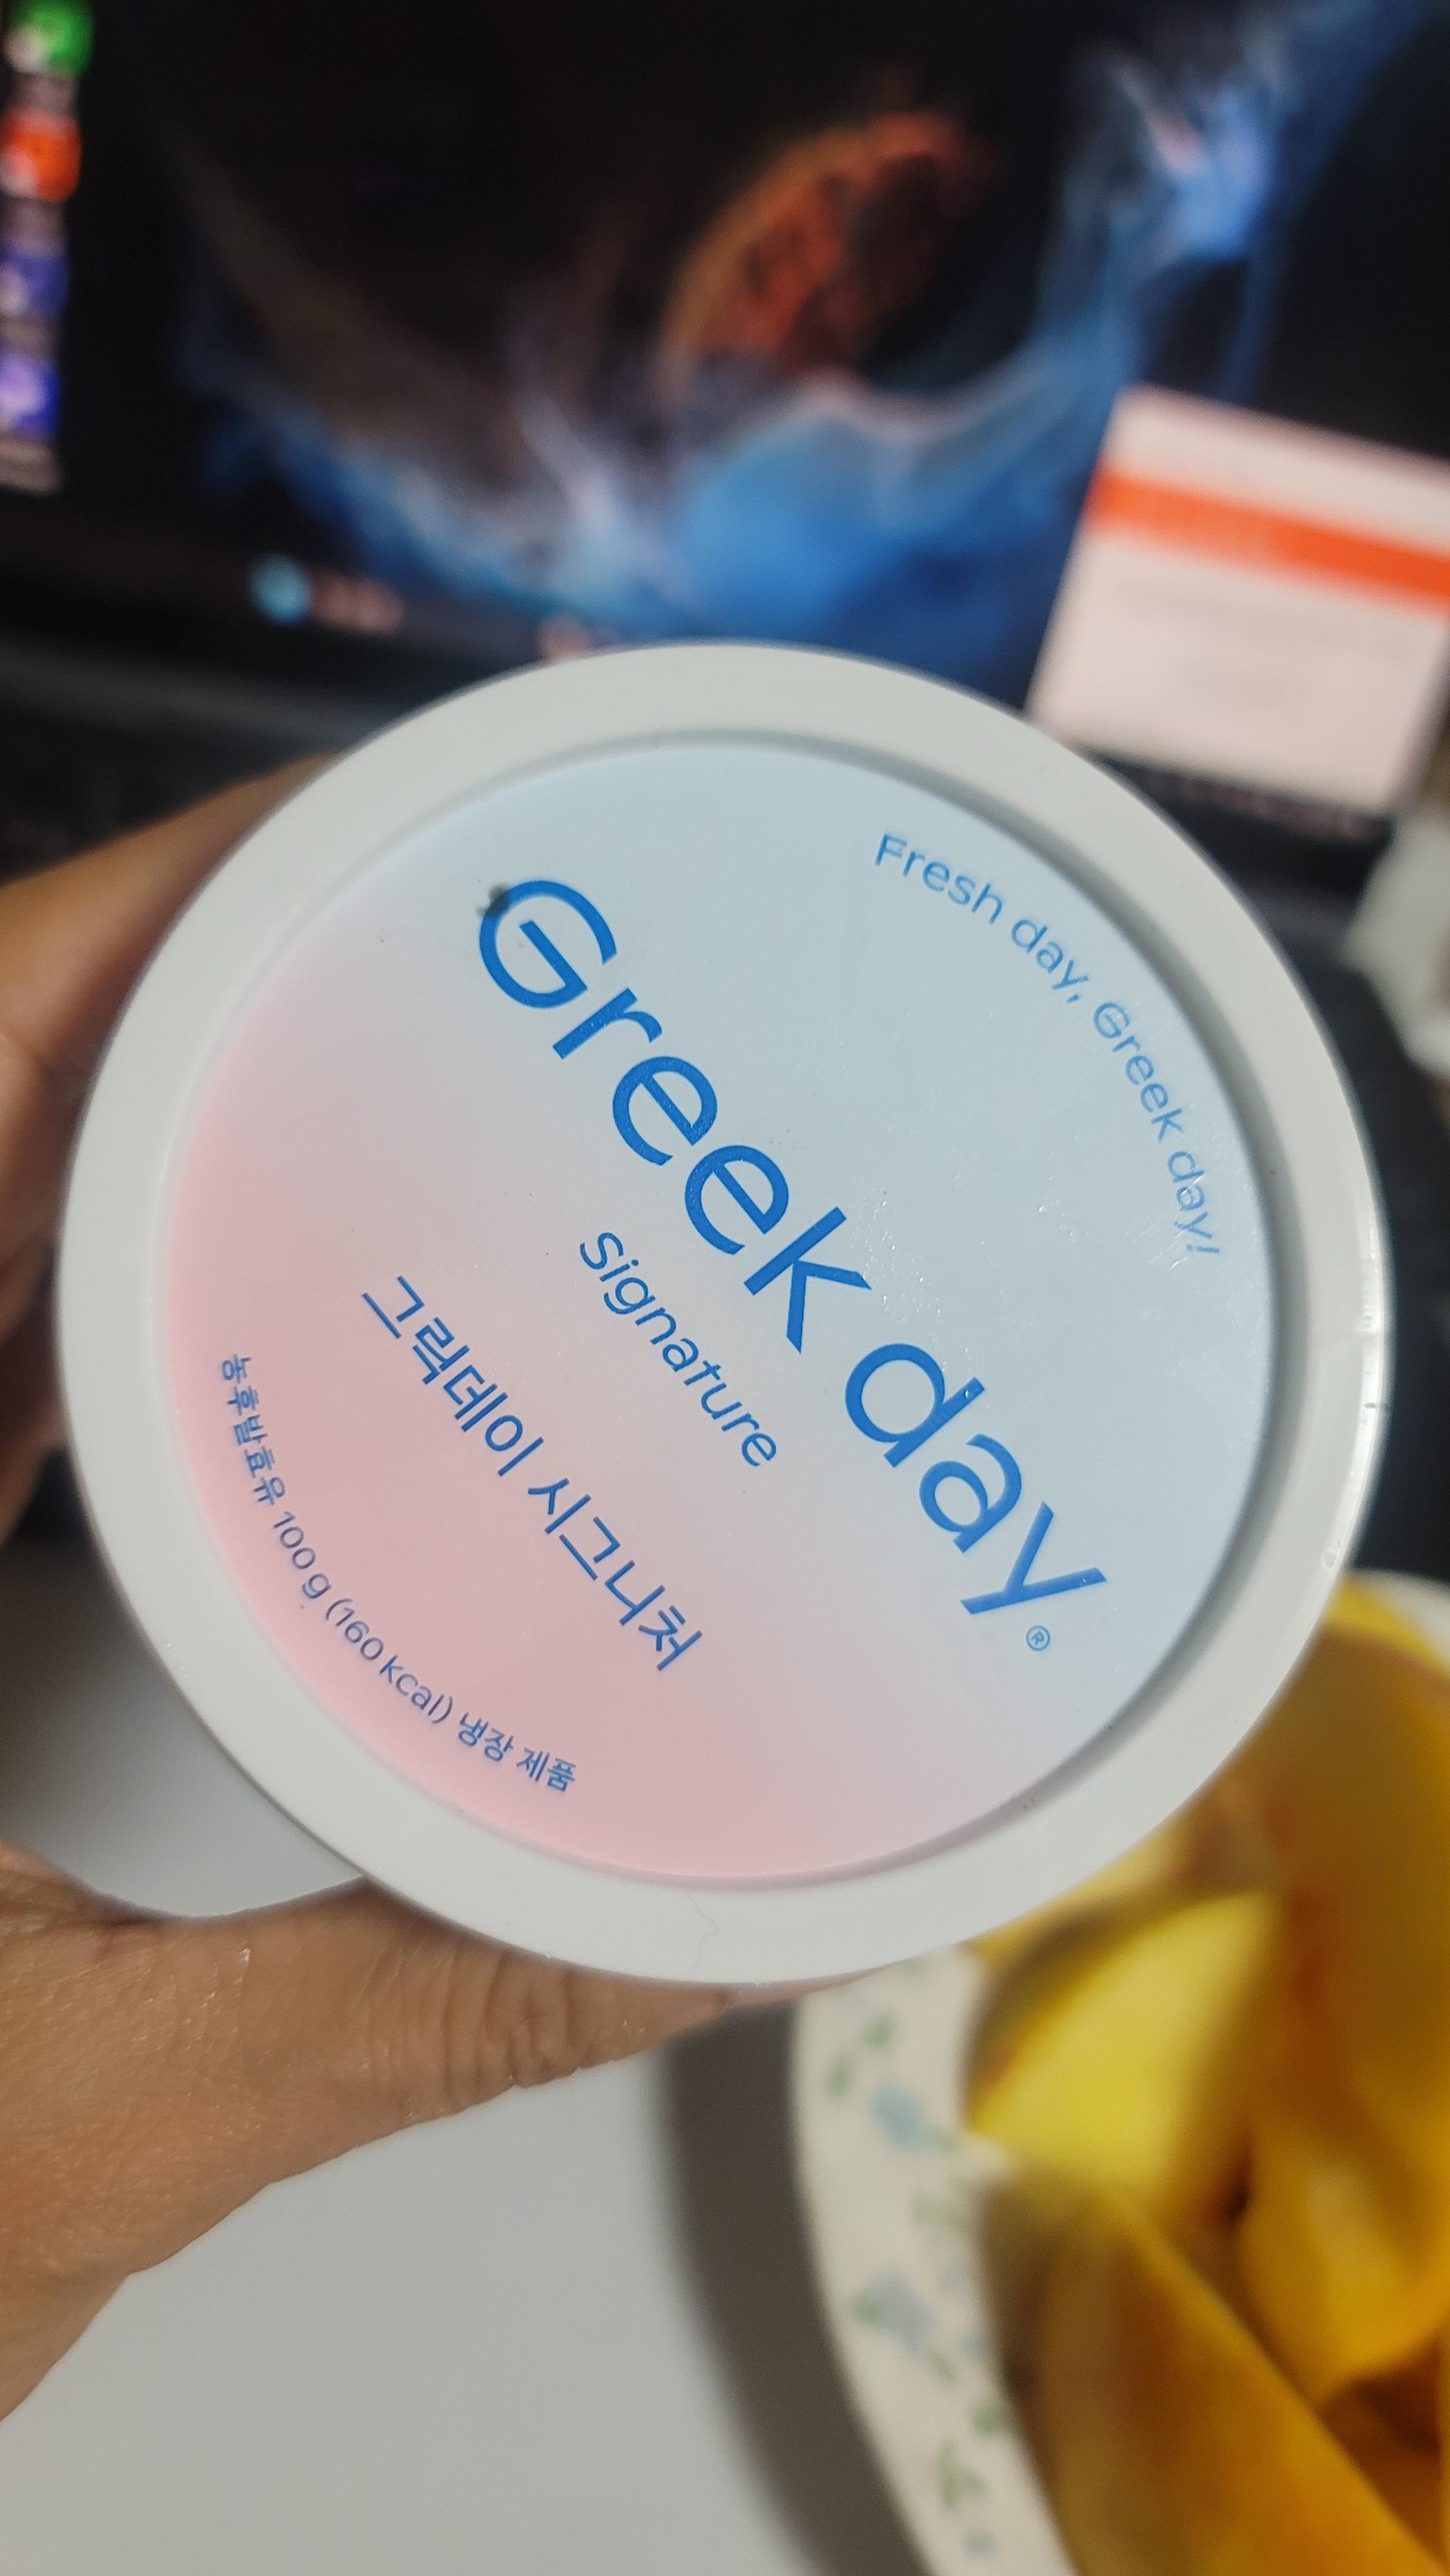 Fresh day, Greek day!
Greek day®
Signature
그릭데이 시그니처
농후발효유 100 g (160 kcal) 냉장 제품